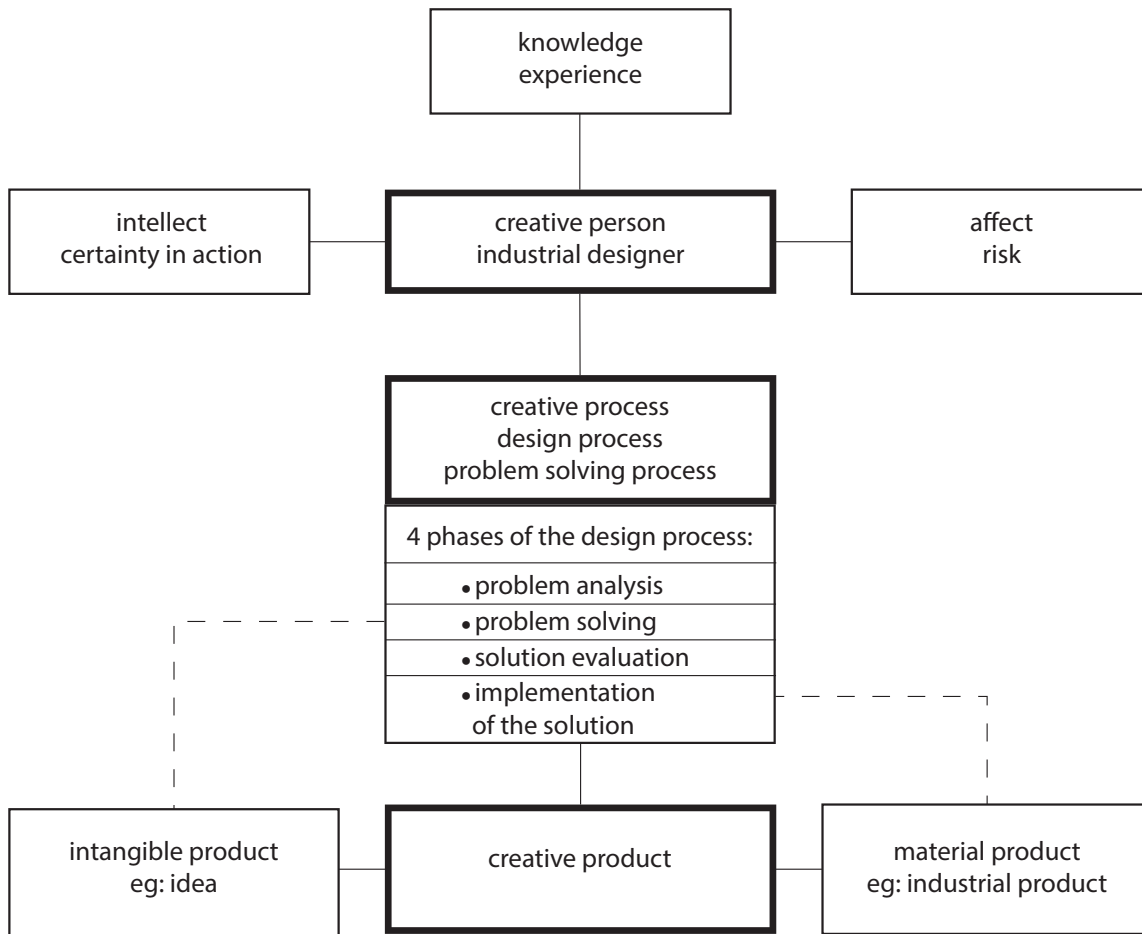 knowledge
experience
intellect
certainty in action
creative person
industrial designer
affect
risk
creative process
design process
problem solving process
4 phases of the design process:
• problem analysis
• problem solving
• solution evaluation
• implementation
of the solution
intangible product
eg: idea
creative product
material product
eg: industrial product